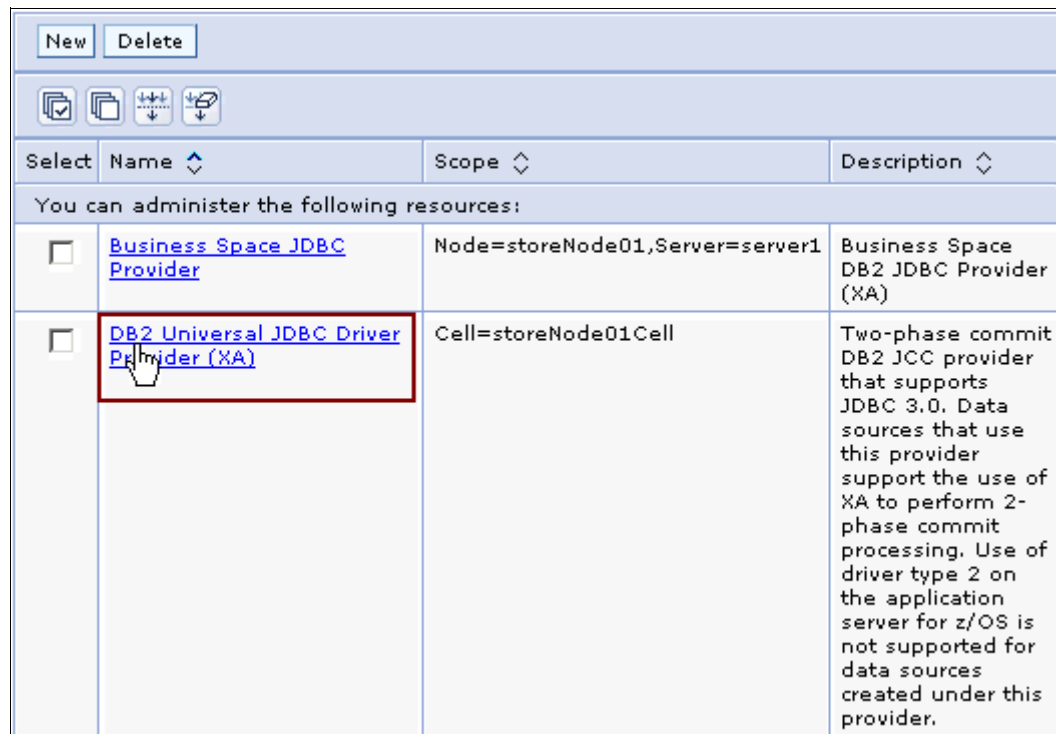 New Delete
Select Name Scope Description
You can administer the following resources:
Business Space JDBC
Provider
Node=storeNode01,Server=server1
Business Space
DB2 JDBC Provider
(XA)
DB2 Universal JDBC Driver
Provider (XA)
Cell=storeNode01Cell
Two-phase commit
DB2 JCC provider
that supports
JDBC 3.0. Data
sources that use
this provider
support the use of
XA to perform 2-
phase commit
processing. Use of
driver type 2 on
the application
server for z/OS is
not supported for
data sources
created under this
provider.